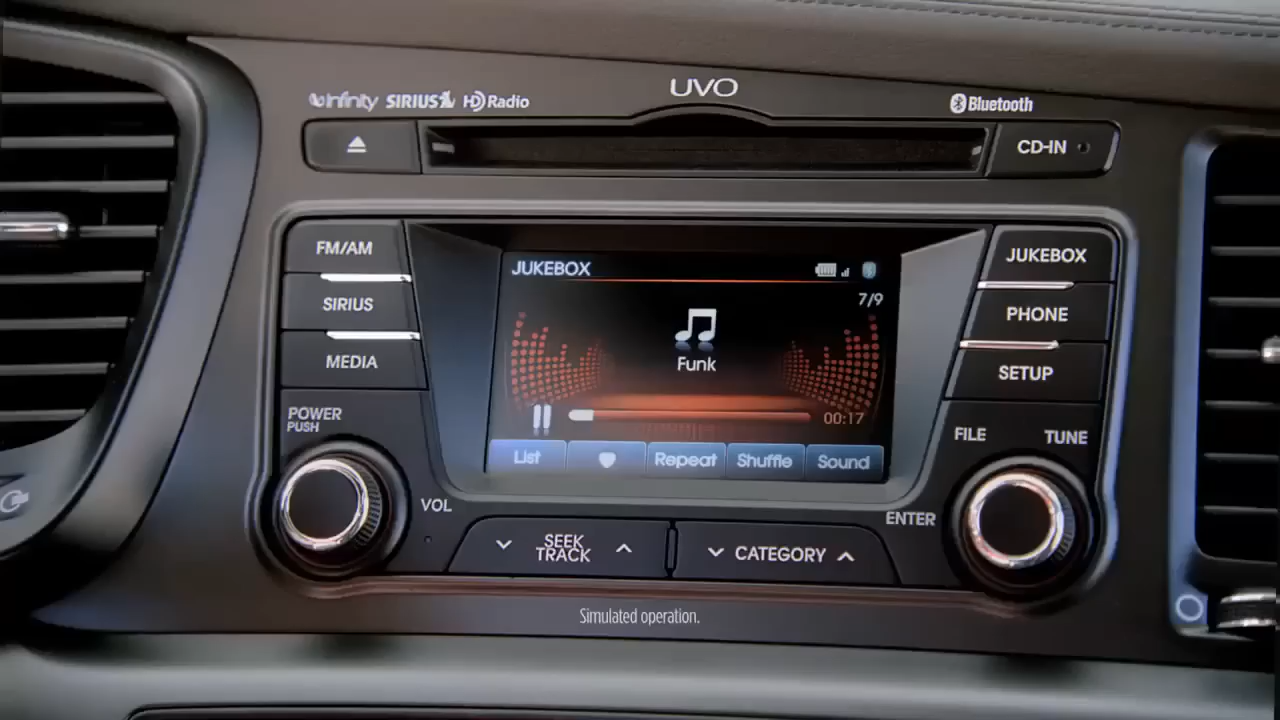 UVO
infinity SIRIUS HD Radio
Bluetooth
CD-IN
FM/AM
SIRIUS
MEDIA
POWER
PUSH
VOL
JUKEBOX
7/9
Funk
00:17
List
Repeat
Shuffle
Sound
JUKEBOX
PHONE
SETUP
FILE
TUNE
ENTER
SEEK
TRACK
CATEGORY
Simulated operation.